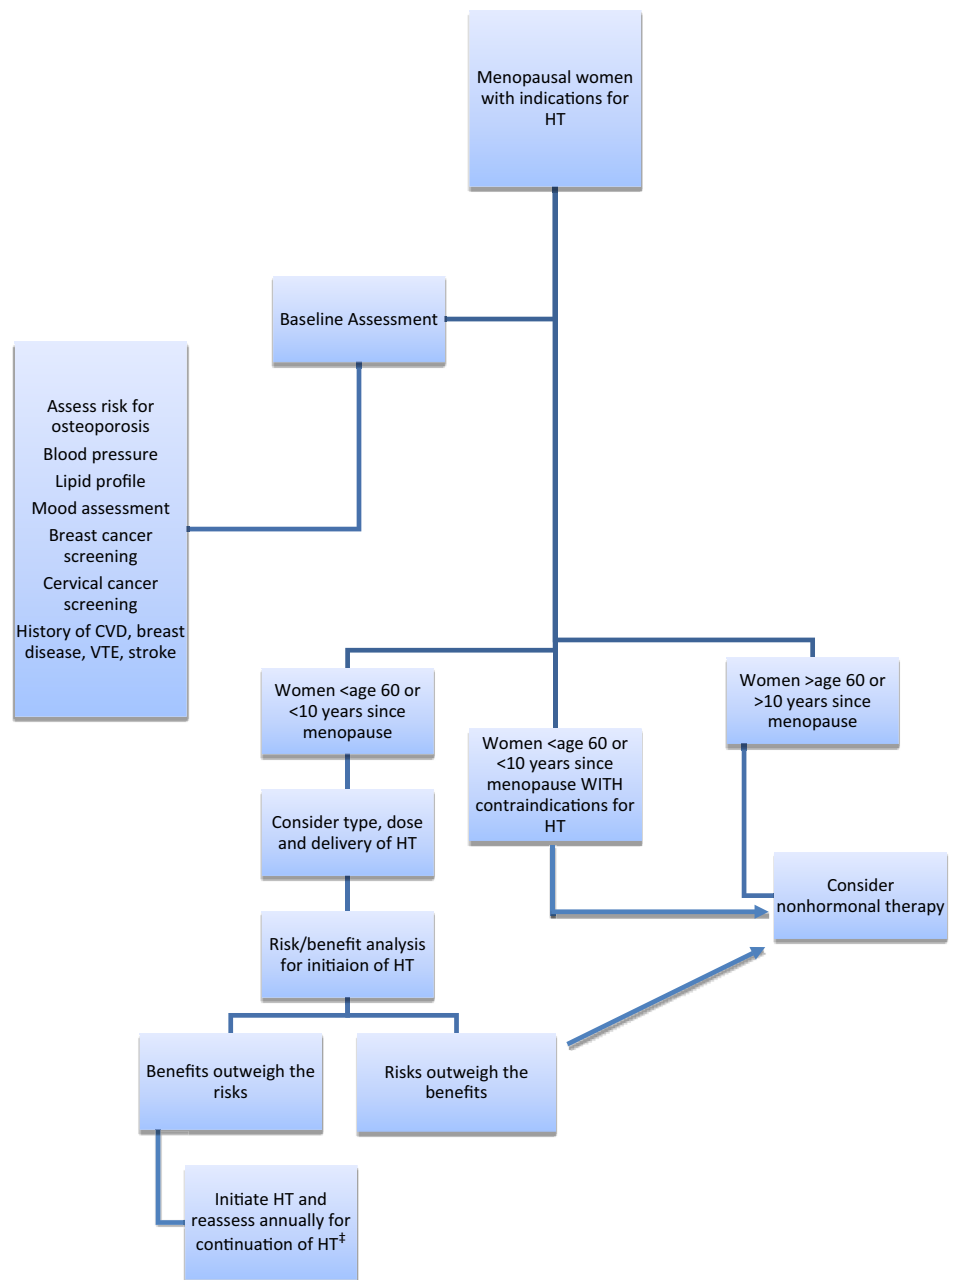 Menopausal women
with indications for
HT
Baseline Assessment
Assess risk for
osteoporosis
Blood pressure
Lipid profile
Mood assessment
Breast cancer
screening
Cervical cancer
screening
History of CVD, breast
disease, VTE, stroke
Women <age 60 or
<10 years since
menopause
Women <age 60 or
<10 years since
menopause WITH
contraindications for
HT
Women >age 60 or
>10 years since
menopause
Consider type, dose
and delivery of HT
Consider
nonhormonal therapy
Risk/benefit analysis
for initiaion of HT
Benefits outweigh the
risks
Risks outweigh the
benefits
Initiate HT and
reassess annually for
continuation of HT‡